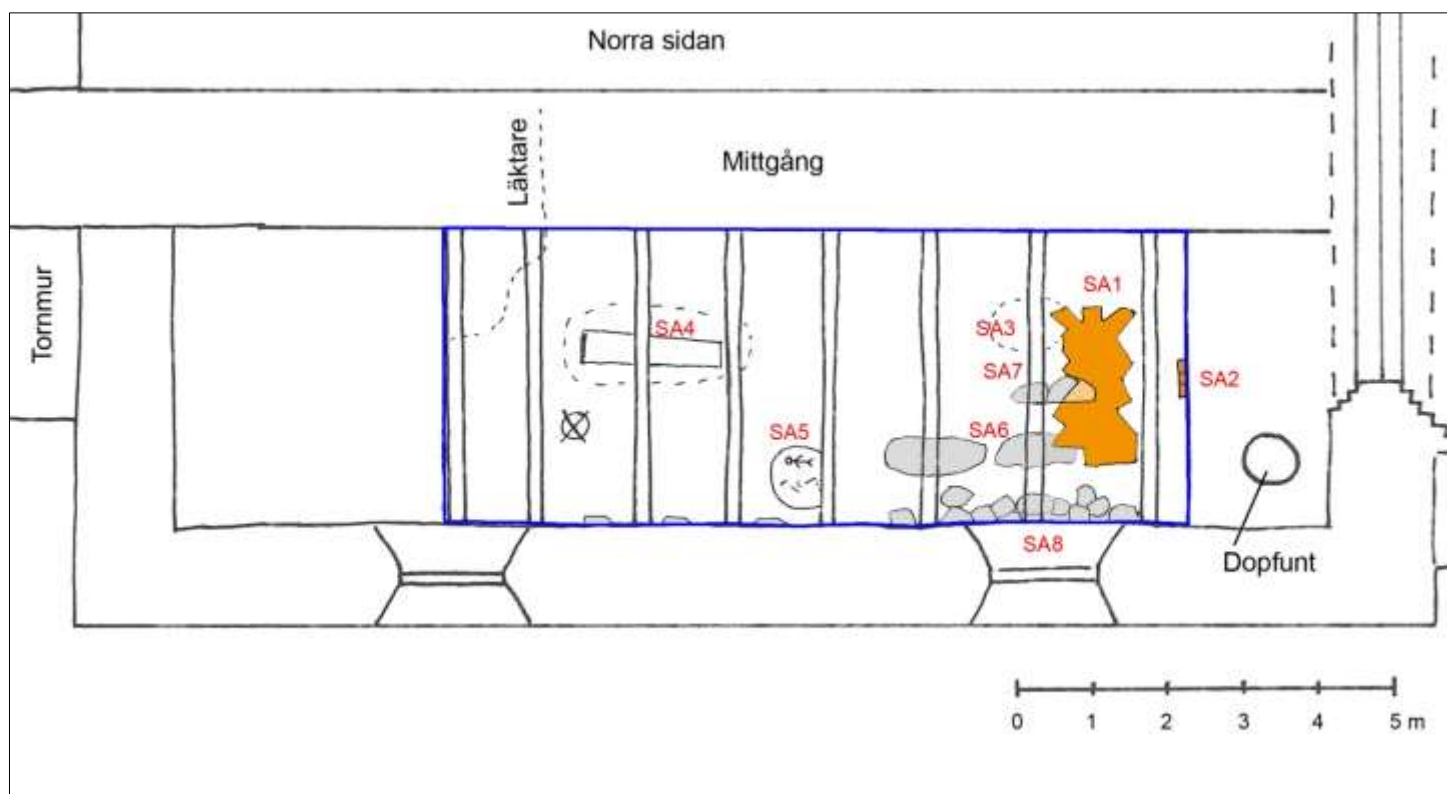 Norra sidan
Läktare
Mittgång
Tornmur
SA1
SA4
SA3
SA7
SA2
SA5
SA6
SA8
Dopfunt
0 1 2 3 4 5 m